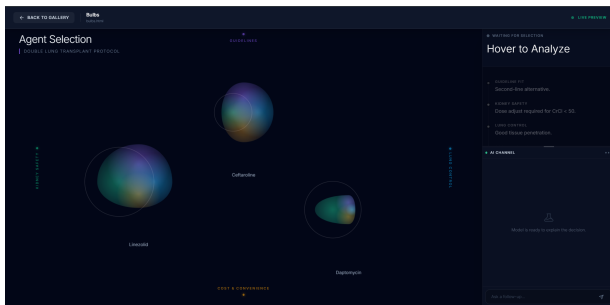 ← BACK TO GALLERY
Bulbs
LIVE PREVIEW
Agent Selection
DOUBLE LUNG TRANSPLANT PROTOCOL
GUIDELINES
KIDNEY SAFETY
LUNG CONTROL
Ceftaroline
Linezolid
Daptomycin
COST & CONVENIENCE
WAITING FOR SELECTION
Hover to Analyze
GUIDELINE FIT
Second-line alternative.
KIDNEY SAFETY
Dose adjust required for CrCl < 50.
LUNG CONTROL
Good tissue penetration.
AI CHANNEL
Model is ready to explain the decision.